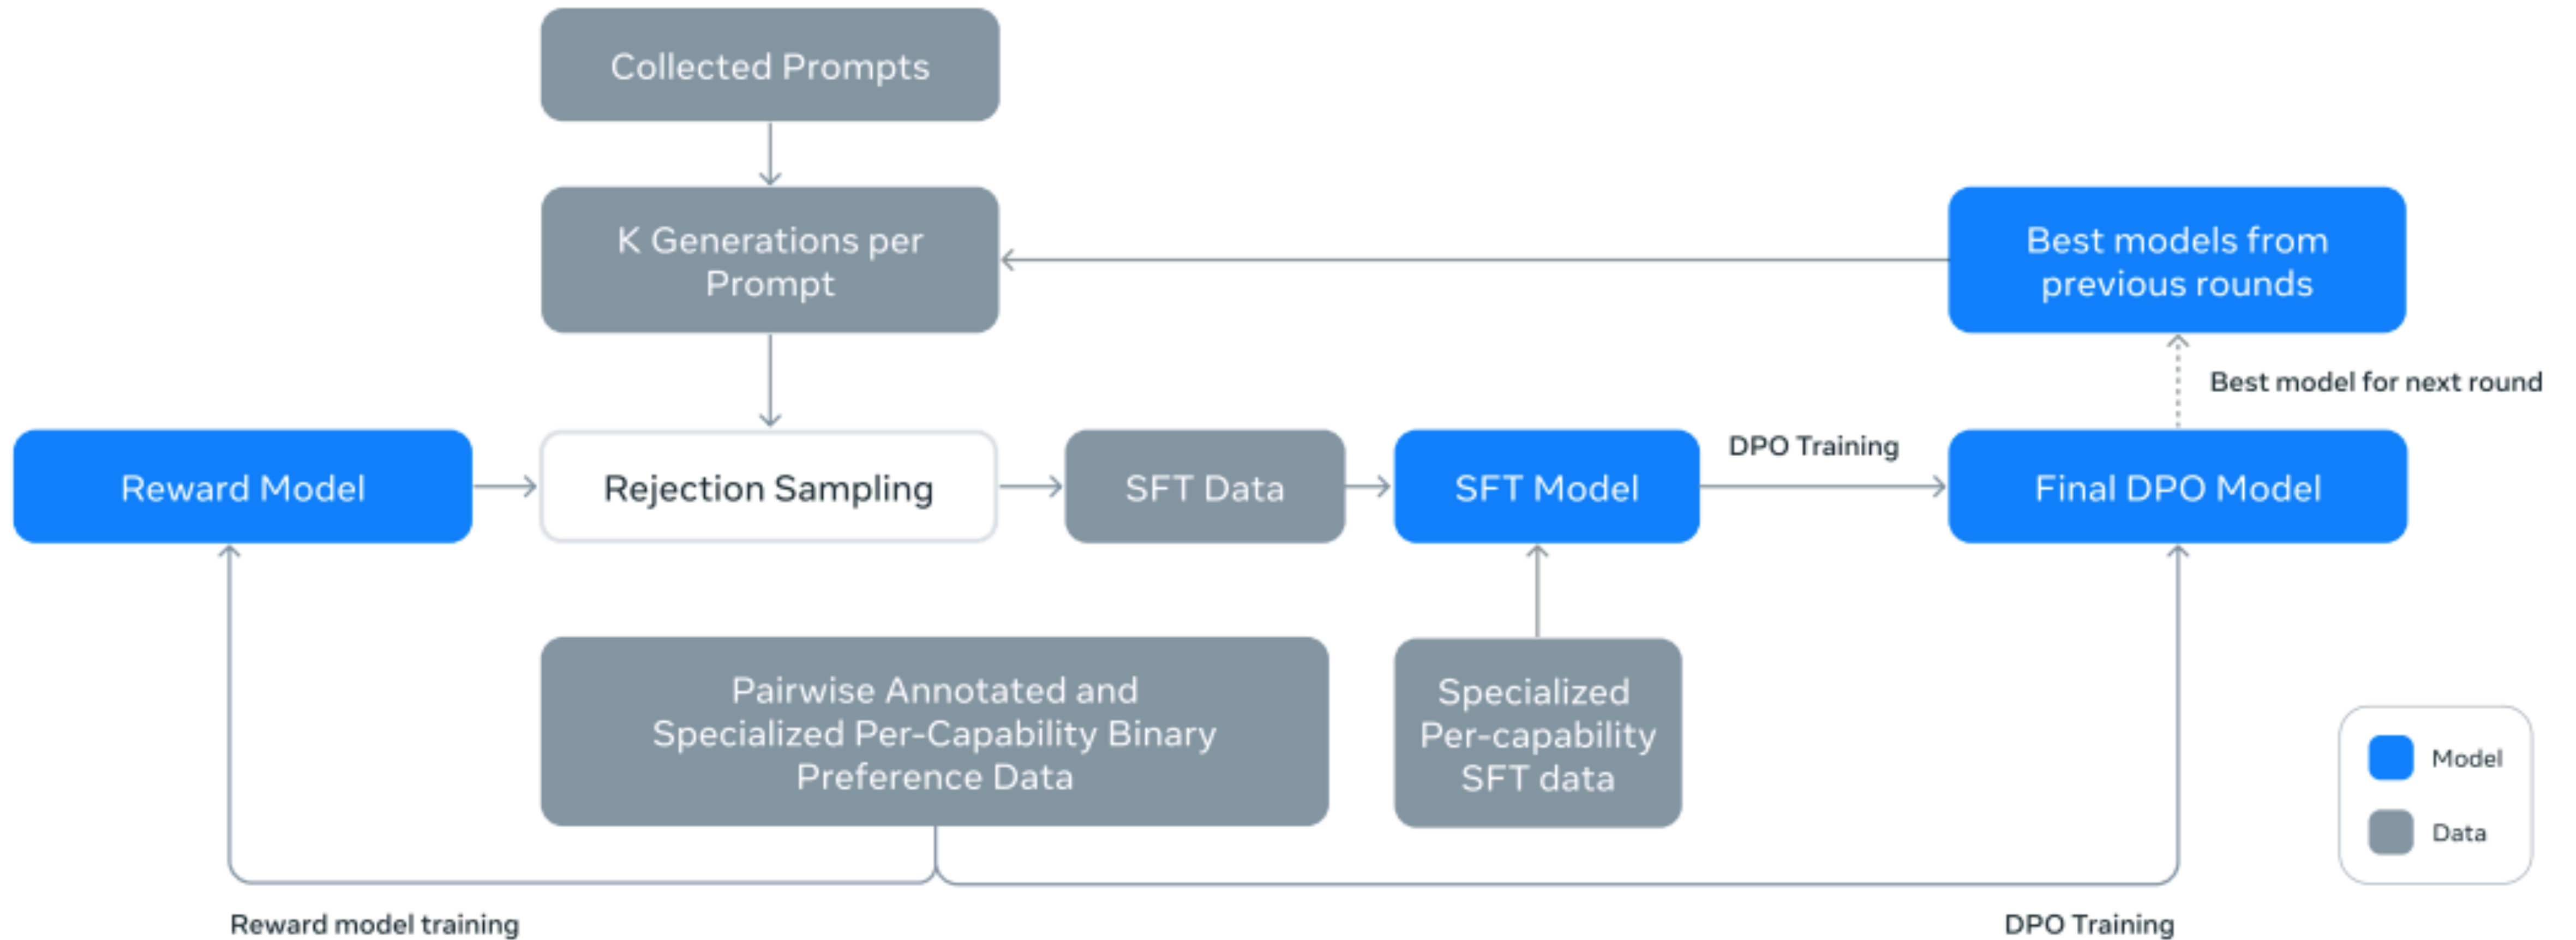 Collected Prompts
K Generations per
Prompt
Best models from
previous rounds
Best model for next round
Reward Model
Rejection Sampling
SFT Data
SFT Model
DPO Training
Final DPO Model
Pairwise Annotated and
Specialized Per-Capability Binary
Preference Data
Specialized
Per-capability
SFT data
Model
Data
Reward model training
DPO Training